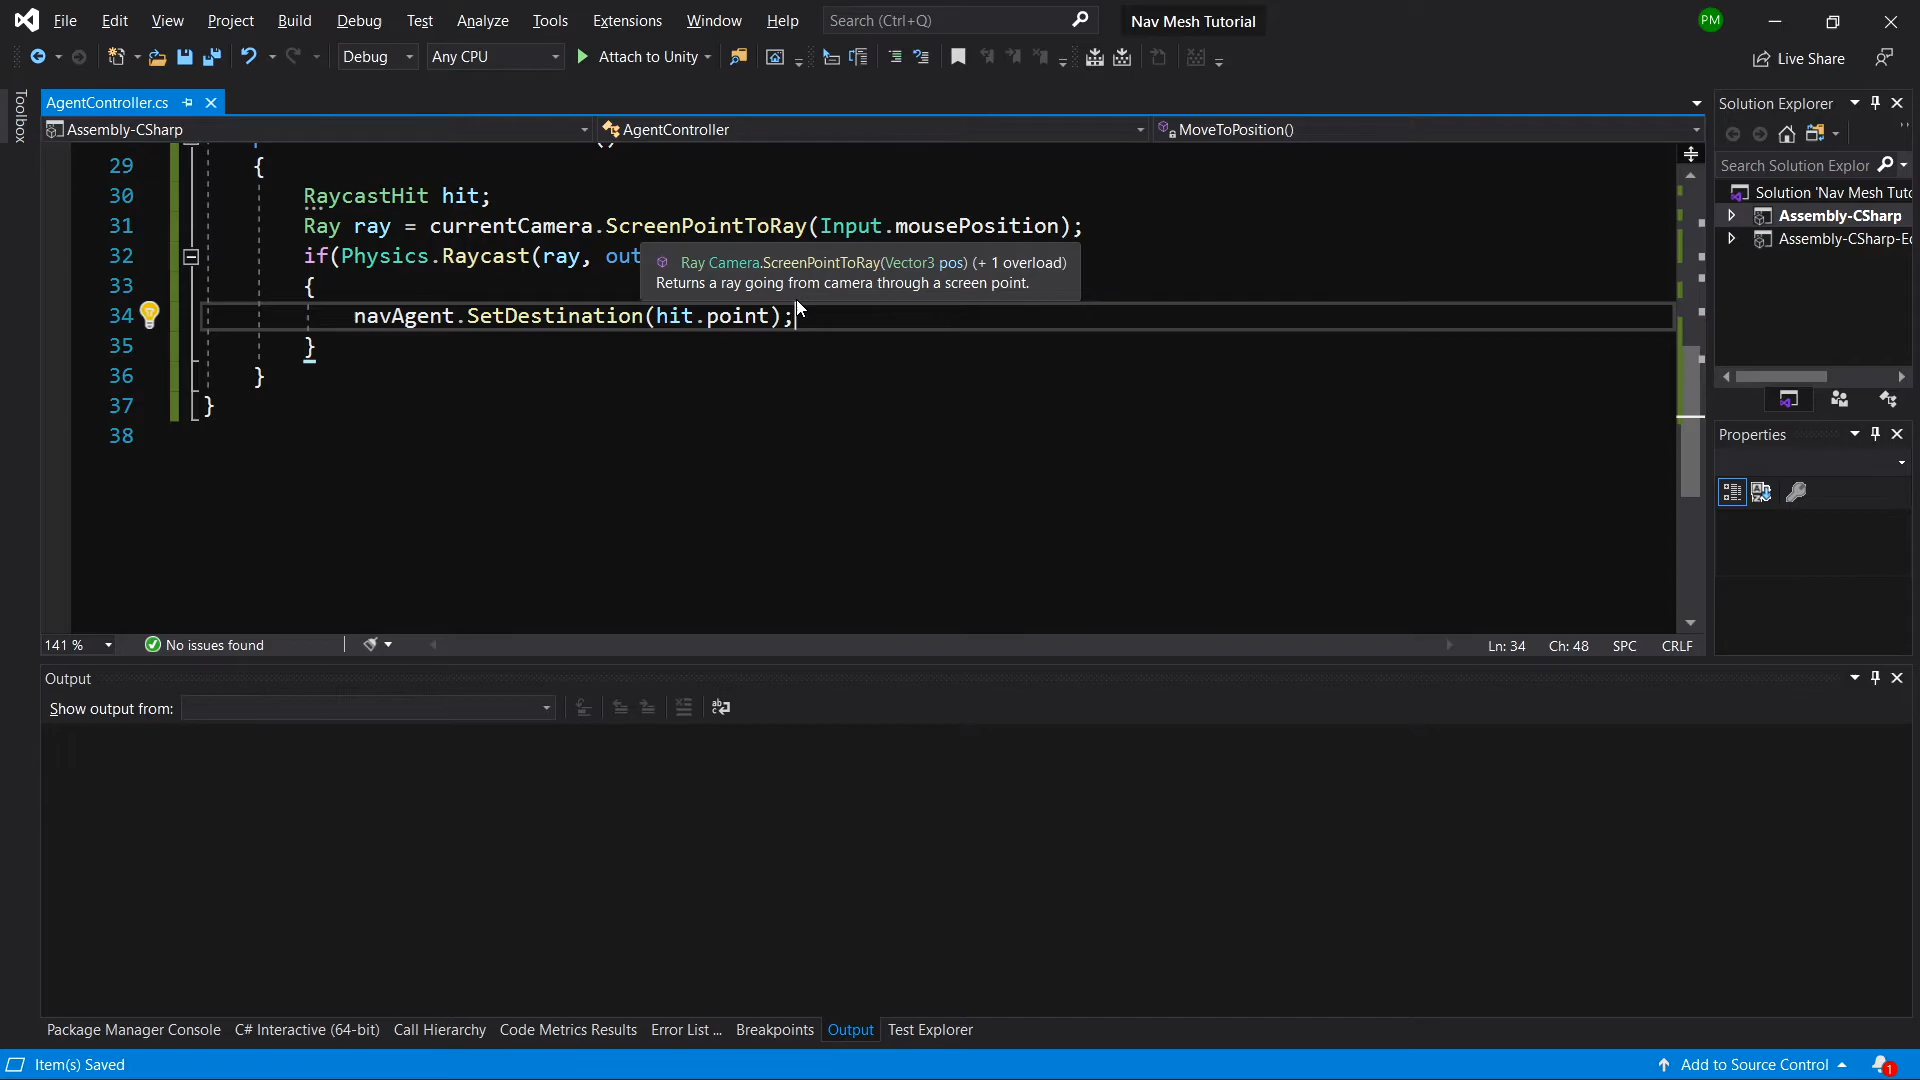 File Edit View Project Build Debug Test Analyze Tools Extensions Window Help Search (Ctrl+Q) Nav Mesh Tutorial PM
Debug Any CPU Attach to Unity Live Share
Toolbox
AgentController.cs
Assembly-CSharp AgentController MoveToPosition()
29 {
30 RaycastHit hit;
31 Ray ray = currentCamera.ScreenPointToRay(Input.mousePosition);
32 if(Physics.Raycast(ray, out
Ray Camera.ScreenPointToRay(Vector3 pos) (+ 1 overload)
Returns a ray going from camera through a screen point.
33 {
34 navAgent.SetDestination(hit.point);
35 }
36 }
37 }
38
141 % No issues found Ln: 34 Ch: 48 SPC CRLF
Solution Explorer
Search Solution Explor
Solution 'Nav Mesh Tuto
Assembly-CSharp
Assembly-CSharp-Ed
Properties
Output
Show output from:
Package Manager Console C# Interactive (64-bit) Call Hierarchy Code Metrics Results Error List ... Breakpoints Output Test Explorer
Item(s) Saved Add to Source Control 1